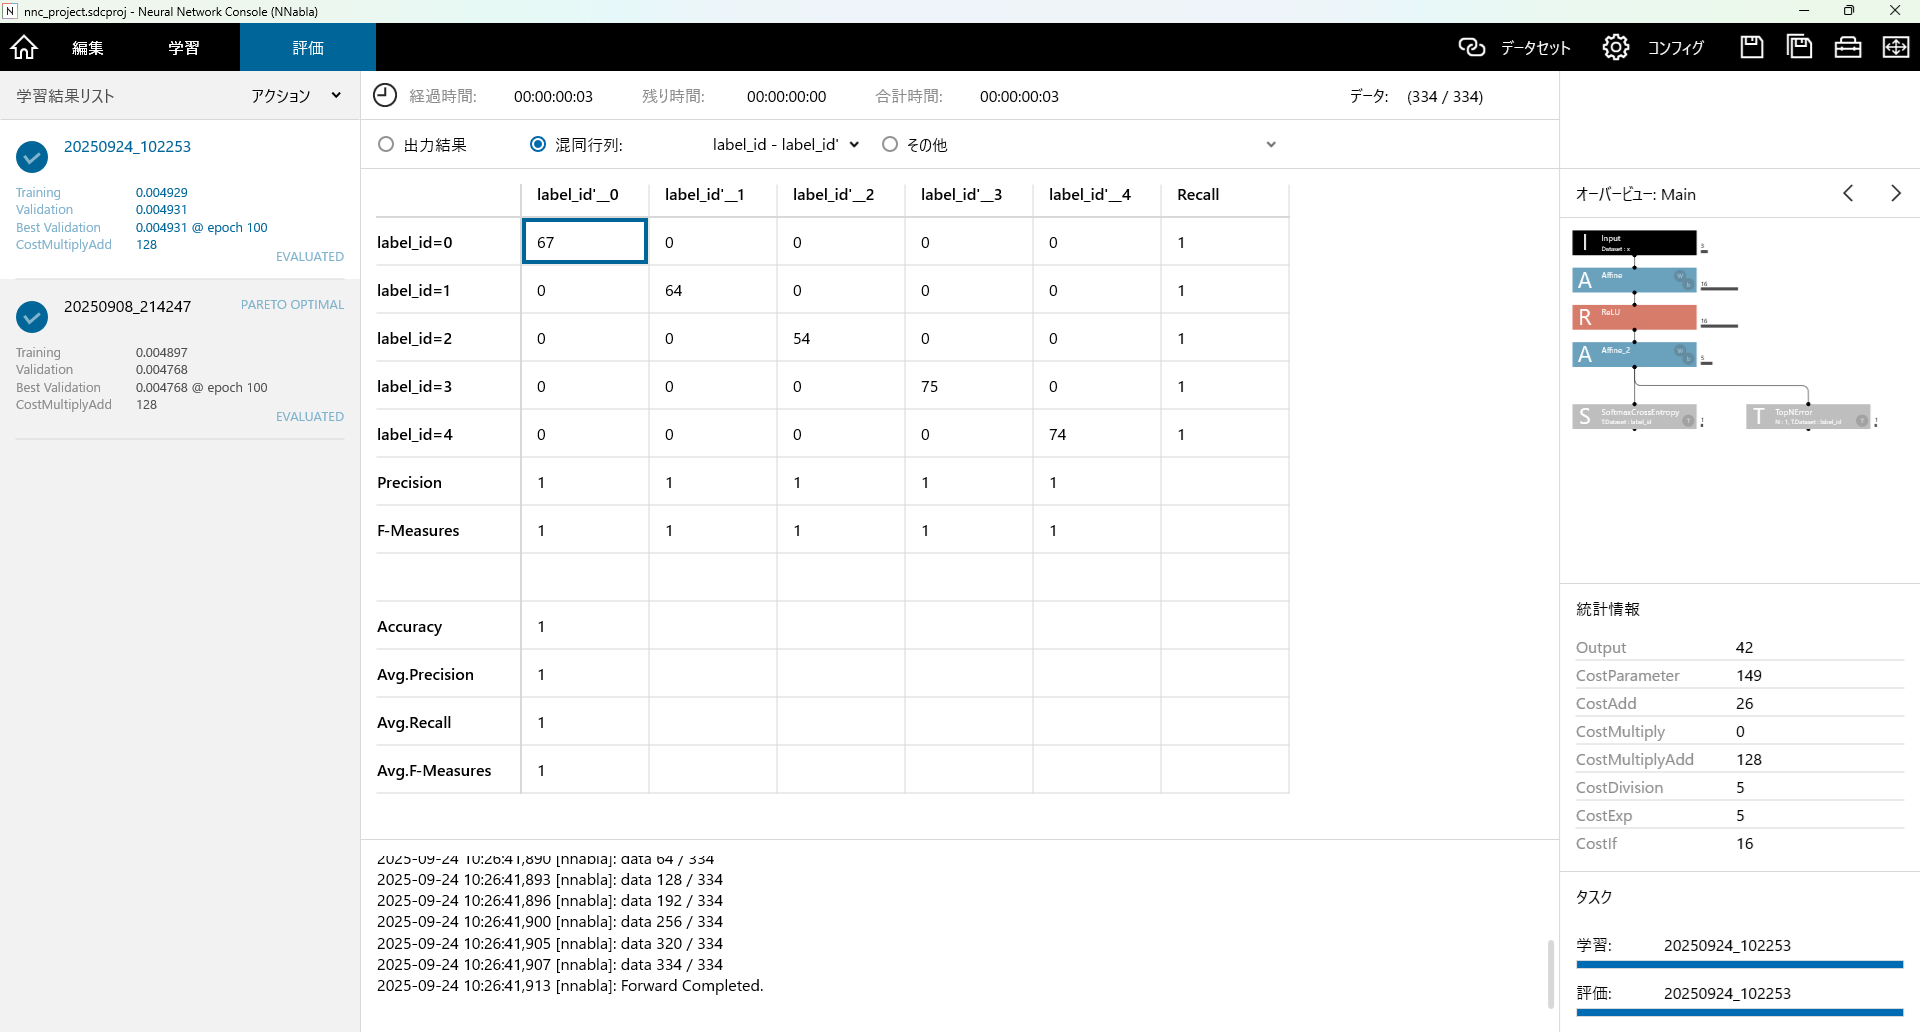 N nnc_project.sdcproj - Neural Network Console (NNabla)
編集 学習 評価 データセット コンフィグ
学習結果リスト アクション
経過時間: 00:00:00:03 残り時間: 00:00:00:00 合計時間: 00:00:00:03 データ: (334 / 334)
出力結果 混同行列: label_id - label_id' その他
20250924_102253
Training 0.004929
Validation 0.004931
Best Validation 0.004931 @ epoch 100
CostMultiplyAdd 128
EVALUATED
20250908_214247 PARETO OPTIMAL
Training 0.004897
Validation 0.004768
Best Validation 0.004768 @ epoch 100
CostMultiplyAdd 128
EVALUATED
label_id'__0 label_id'__1 label_id'__2 label_id'__3 label_id'__4 Recall
label_id=0 67 0 0 0 0 1
label_id=1 0 64 0 0 0 1
label_id=2 0 0 54 0 0 1
label_id=3 0 0 0 75 0 1
label_id=4 0 0 0 0 74 1
Precision 1 1 1 1 1
F-Measures 1 1 1 1 1
Accuracy 1
Avg.Precision 1
Avg.Recall 1
Avg.F-Measures 1
2025-09-24 10:26:41,890 [nnabla]: data 64 / 334
2025-09-24 10:26:41,893 [nnabla]: data 128 / 334
2025-09-24 10:26:41,896 [nnabla]: data 192 / 334
2025-09-24 10:26:41,900 [nnabla]: data 256 / 334
2025-09-24 10:26:41,905 [nnabla]: data 320 / 334
2025-09-24 10:26:41,907 [nnabla]: data 334 / 334
2025-09-24 10:26:41,913 [nnabla]: Forward Completed.
オーバービュー: Main
I Input
Dataset : x
3
A Affine W b
16
R ReLU
16
A Affine_2 W b
5
S SoftmaxCrossEntropy
T.Dataset : label_id
T
1
T TopNError
N : 1, T.Dataset : label_id
T
1
統計情報
Output 42
CostParameter 149
CostAdd 26
CostMultiply 0
CostMultiplyAdd 128
CostDivision 5
CostExp 5
CostIf 16
タスク
学習: 20250924_102253
評価: 20250924_102253